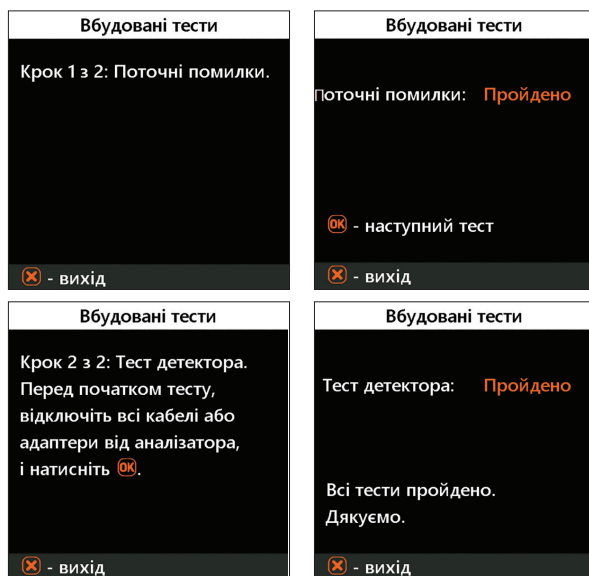 Вбудовані тести
Крок 1 з 2: Поточні помилки.
✖ - вихід
Вбудовані тести
Поточні помилки: Пройдено
OK - наступний тест
✖ - вихід
Вбудовані тести
Крок 2 з 2: Тест детектора.
Перед початком тесту,
відключіть всі кабелі або
адаптери від аналізатора,
і натисніть OK.
✖ - вихід
Вбудовані тести
Тест детектора: Пройдено
Всі тести пройдено.
Дякуємо.
✖ - вихід